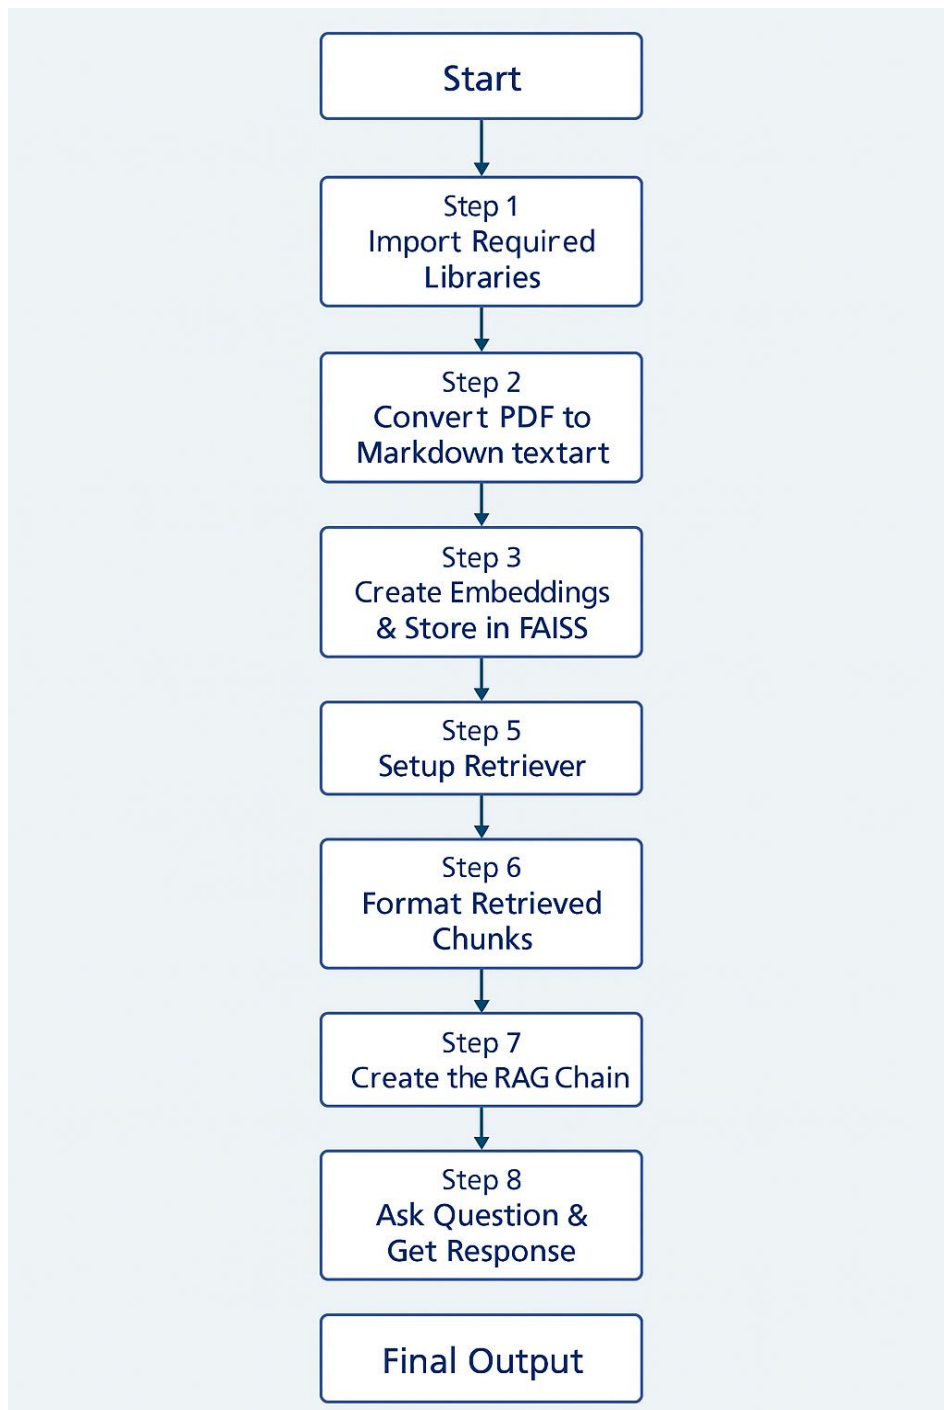 Start
Step 1
Import Required
Libraries
Step 2
Convert PDF to
Markdown textart
Step 3
Create Embeddings
& Store in FAISS
Step 5
Setup Retriever
Step 6
Format Retrieved
Chunks
Step 7
Create the RAG Chain
Step 8
Ask Question &
Get Response
Final Output